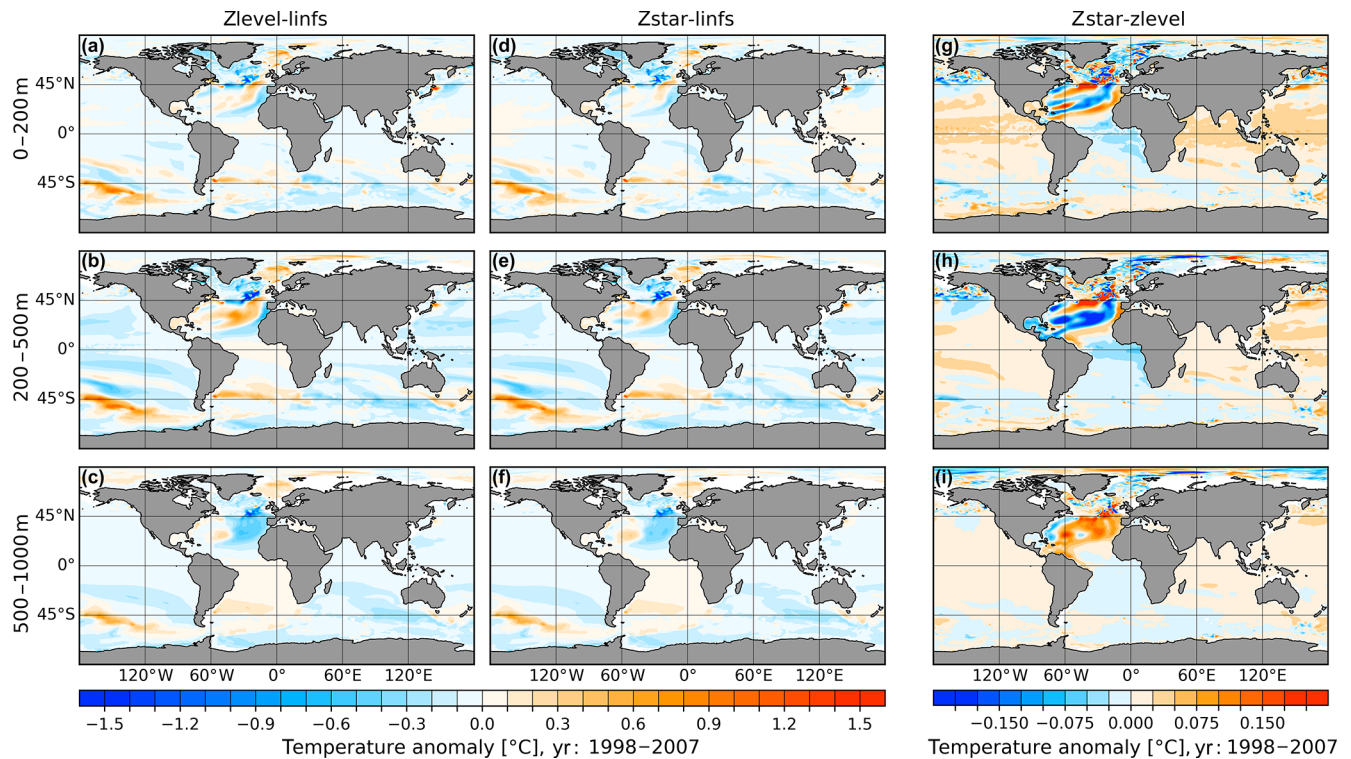 Zlevel-linfs Zstar-linfs Zstar-zlevel
(a) (d) (g)
45°N
0°
45°S
0−200m
(b) (e) (h)
45°N
0°
45°S
200−500m
(c) (f) (i)
45°N
0°
45°S
500−1000m
120°W 60°W 0° 60°E 120°E 120°W 60°W 0° 60°E 120°E 120°W 60°W 0° 60°E 120°E
−1.5 −1.2 −0.9 −0.6 −0.3 0.0 0.3 0.6 0.9 1.2 1.5 −0.150 −0.075 0.000 0.075 0.150
Temperature anomaly [°C], yr: 1998−2007 Temperature anomaly [°C], yr: 1998−2007